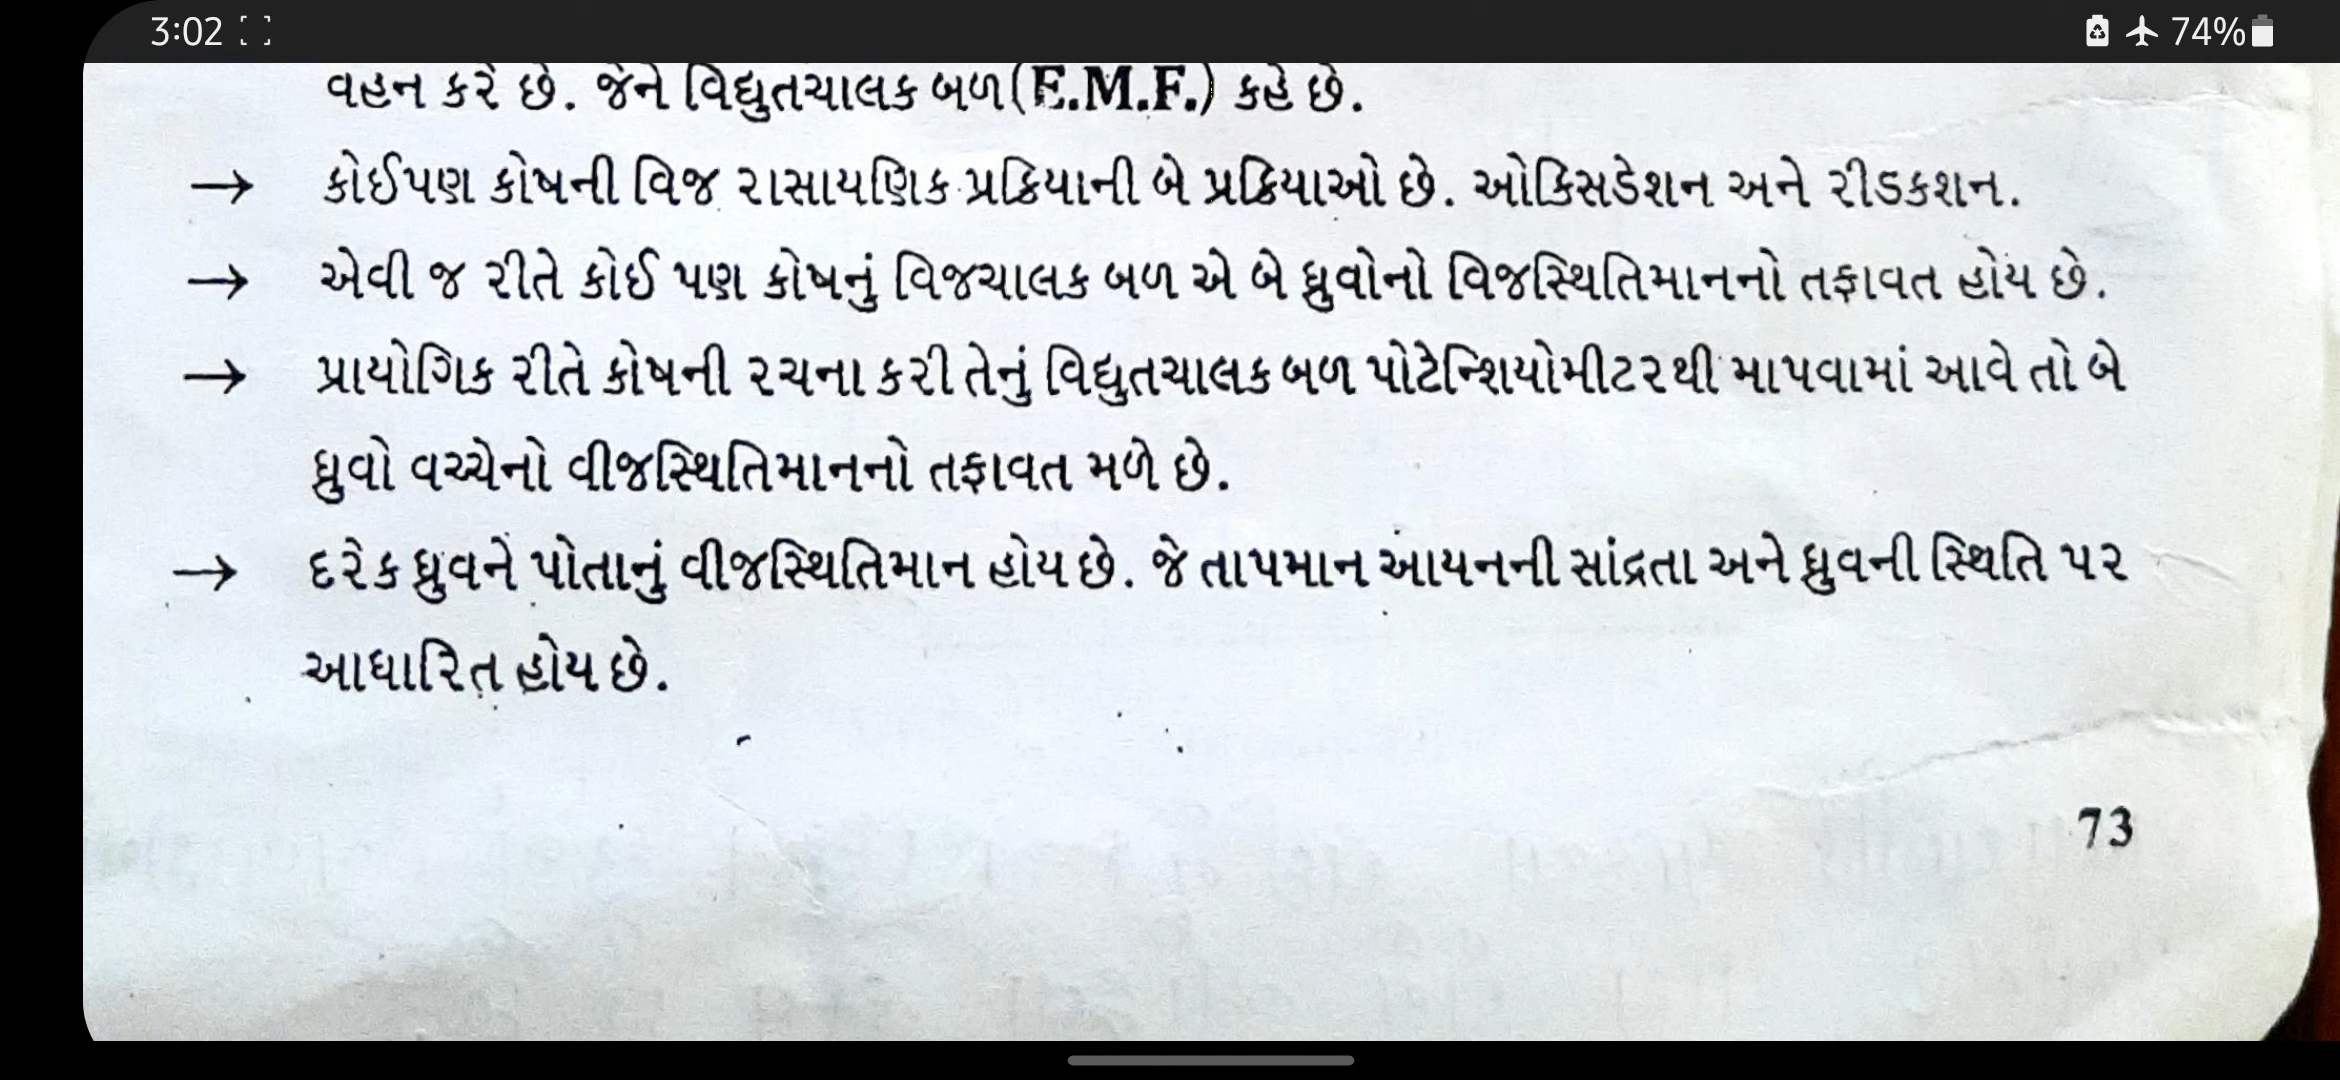 3:02 74%
વહન કરે છે. જેને વિદ્યુતચાલક બળ(E.M.F.) કહે છે.
→ કોઈપણ કોષની વિજ રાસાયણિક પ્રક્રિયાની બે પ્રક્રિયાઓ છે. ઓકિસડેશન અને રીડકશન.
→ એવી જ રીતે કોઈ પણ કોષનું વિજચાલક બળ એ બે ધ્રુવોનો વિજસ્થિતિમાનનો તફાવત હોય છે.
→ પ્રાયોગિક રીતે કોષની રચના કરી તેનું વિદ્યુતચાલક બળ પોટેન્શિયોમીટરથી માપવામાં આવે તો બે
ધ્રુવો વચ્ચેનો વીજસ્થિતિમાનનો તફાવત મળે છે.
→ દરેક ધ્રુવને પોતાનું વીજસ્થિતિમાન હોય છે. જે તાપમાન આયનની સાંદ્રતા અને ધ્રુવની સ્થિતિ પર
આધારિત હોય છે.
73